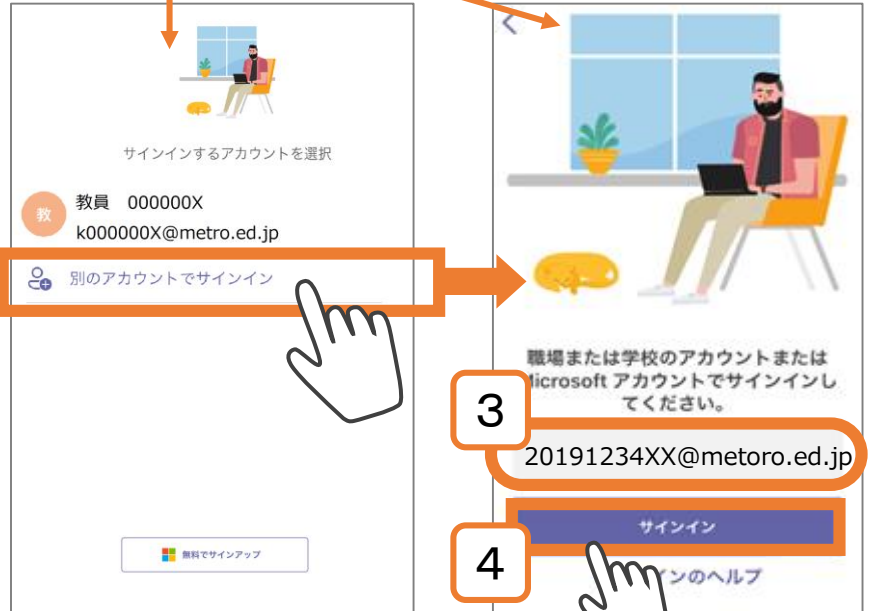 サインインするアカウントを選択
教
教員 000000X
k000000X@metro.ed.jp
別のアカウントでサインイン
無料でサインアップ
職場または学校のアカウントまたは
icrosoft アカウントでサインインし
てください。
3
20191234XX@metoro.ed.jp
サインイン
4
インのヘルプ